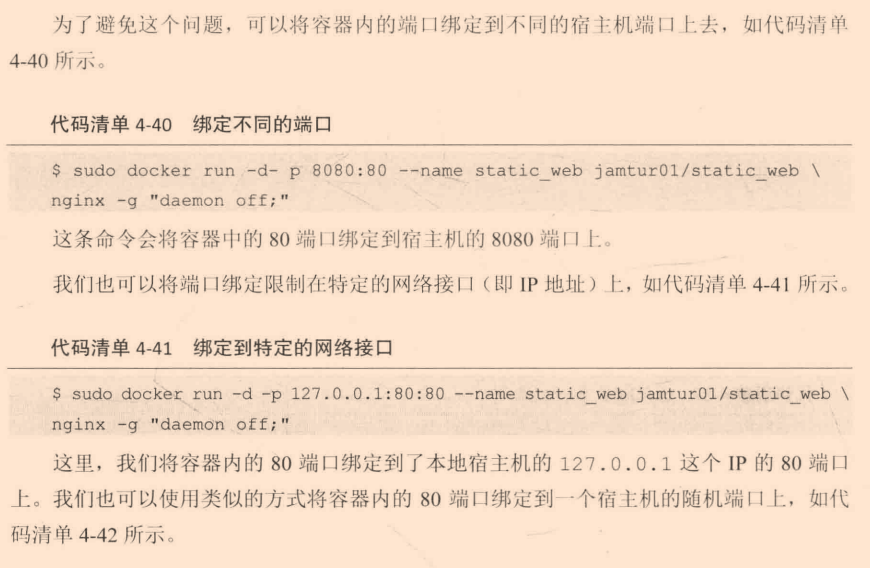 为了避免这个问题，可以将容器内的端口绑定到不同的宿主机端口上去，如代码清单
4-40 所示。
代码清单 4-40 绑定不同的端口
$ sudo docker run -d- p 8080:80 --name static_web jamtur01/static_web \
nginx -g "daemon off;"
这条命令会将容器中的 80 端口绑定到宿主机的 8080 端口上。
我们也可以将端口绑定限制在特定的网络接口（即 IP 地址）上，如代码清单 4-41 所示。
代码清单 4-41 绑定到特定的网络接口
$ sudo docker run -d -p 127.0.0.1:80:80 --name static_web jamtur01/static_web \
nginx -g "daemon off;"
这里，我们将容器内的 80 端口绑定到了本地宿主机的 127.0.0.1 这个 IP 的 80 端口
上。我们也可以使用类似的方式将容器内的 80 端口绑定到一个宿主机的随机端口上，如代
码清单 4-42 所示。